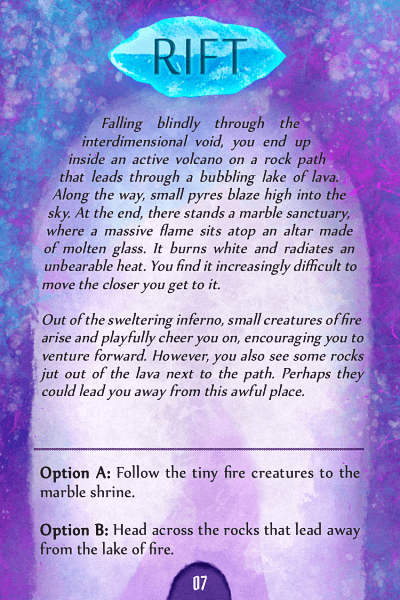 RIFT
Falling blindly through the
interdimensional void, you end up
inside an active volcano on a rock path
that leads through a bubbling lake of lava.
Along the way, small pyres blaze high into the
sky. At the end, there stands a marble sanctuary,
where a massive flame sits atop an altar made
of molten glass. It burns white and radiates an
unbearable heat. You find it increasingly difficult to
move the closer you get to it.
Out of the sweltering inferno, small creatures of fire
arise and playfully cheer you on, encouraging you to
venture forward. However, you also see some rocks
jut out of the lava next to the path. Perhaps they
could lead you away from this awful place.
Option A: Follow the tiny fire creatures to the
marble shrine.
Option B: Head across the rocks that lead away
from the lake of fire.
07